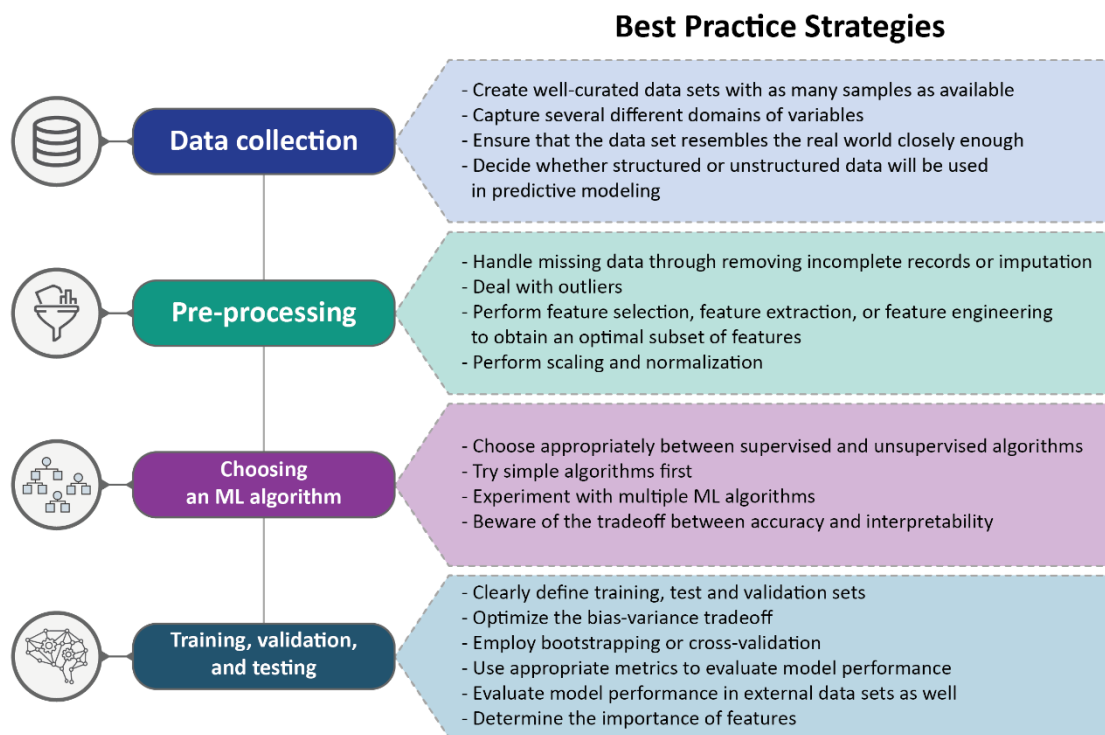 Best Practice Strategies
Data collection
- Create well-curated data sets with as many samples as available
- Capture several different domains of variables
- Ensure that the data set resembles the real world closely enough
- Decide whether structured or unstructured data will be used
in predictive modeling
Pre-processing
- Handle missing data through removing incomplete records or imputation
- Deal with outliers
- Perform feature selection, feature extraction, or feature engineering
to obtain an optimal subset of features
- Perform scaling and normalization
Choosing
an ML algorithm
- Choose appropriately between supervised and unsupervised algorithms
- Try simple algorithms first
- Experiment with multiple ML algorithms
- Beware of the tradeoff between accuracy and interpretability
Training, validation,
and testing
- Clearly define training, test and validation sets
- Optimize the bias-variance tradeoff
- Employ bootstrapping or cross-validation
- Use appropriate metrics to evaluate model performance
- Evaluate model performance in external data sets as well
- Determine the importance of features